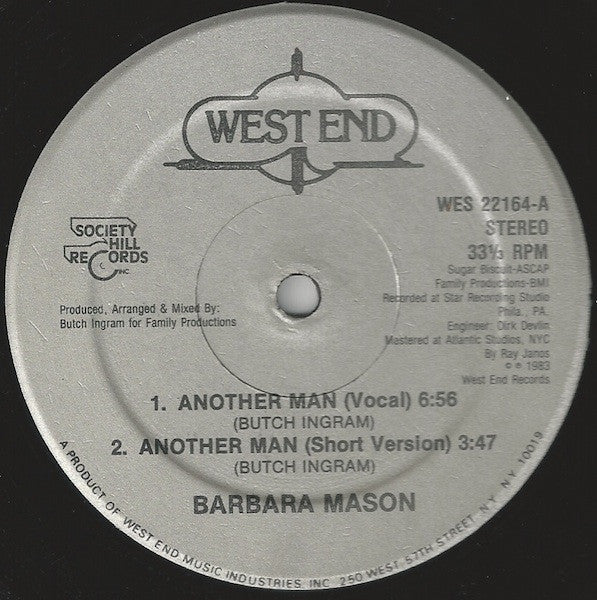 WEST END
WES 22164-A
STEREO
33⅓ RPM
Sugar Biscuit-ASCAP
Family Productions-BMI
Recorded at Star Recording Studio
Phila., PA.
Engineer: Dirk Devlin
Mastered at Atlantic Studios, NYC
By Ray Janos
© ℗ 1983
West End Records
SOCIETY
HILL
RECORDS
INC.
Produced, Arranged & Mixed By:
Butch Ingram for Family Productions
1. ANOTHER MAN (Vocal) 6:56
(BUTCH INGRAM)
2. ANOTHER MAN (Short Version) 3:47
(BUTCH INGRAM)
BARBARA MASON
A PRODUCT OF WEST END MUSIC INDUSTRIES, INC. 250 WEST 57TH STREET, N.Y. N.Y. 10019